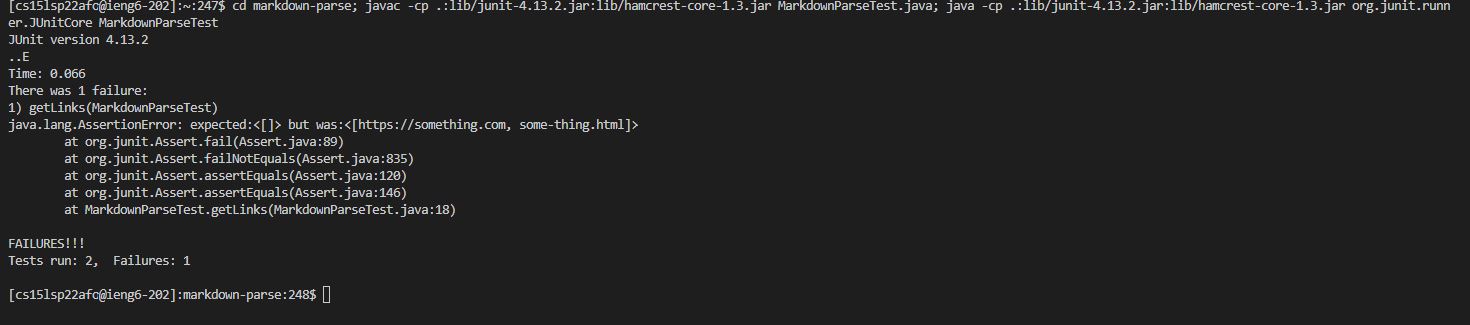 [cs15lsp22afc@ieng6-202]:~:247$ cd markdown-parse; javac -cp .:lib/junit-4.13.2.jar:lib/hamcrest-core-1.3.jar MarkdownParseTest.java; java -cp .:lib/junit-4.13.2.jar:lib/hamcrest-core-1.3.jar org.junit.runn
er.JUnitCore MarkdownParseTest
JUnit version 4.13.2
..E
Time: 0.066
There was 1 failure:
1) getLinks(MarkdownParseTest)
java.lang.AssertionError: expected:<[]> but was:<[https://something.com, some-thing.html]>
        at org.junit.Assert.fail(Assert.java:89)
        at org.junit.Assert.failNotEquals(Assert.java:835)
        at org.junit.Assert.assertEquals(Assert.java:120)
        at org.junit.Assert.assertEquals(Assert.java:146)
        at MarkdownParseTest.getLinks(MarkdownParseTest.java:18)
FAILURES!!!
Tests run: 2,  Failures: 1
[cs15lsp22afc@ieng6-202]:markdown-parse:248$